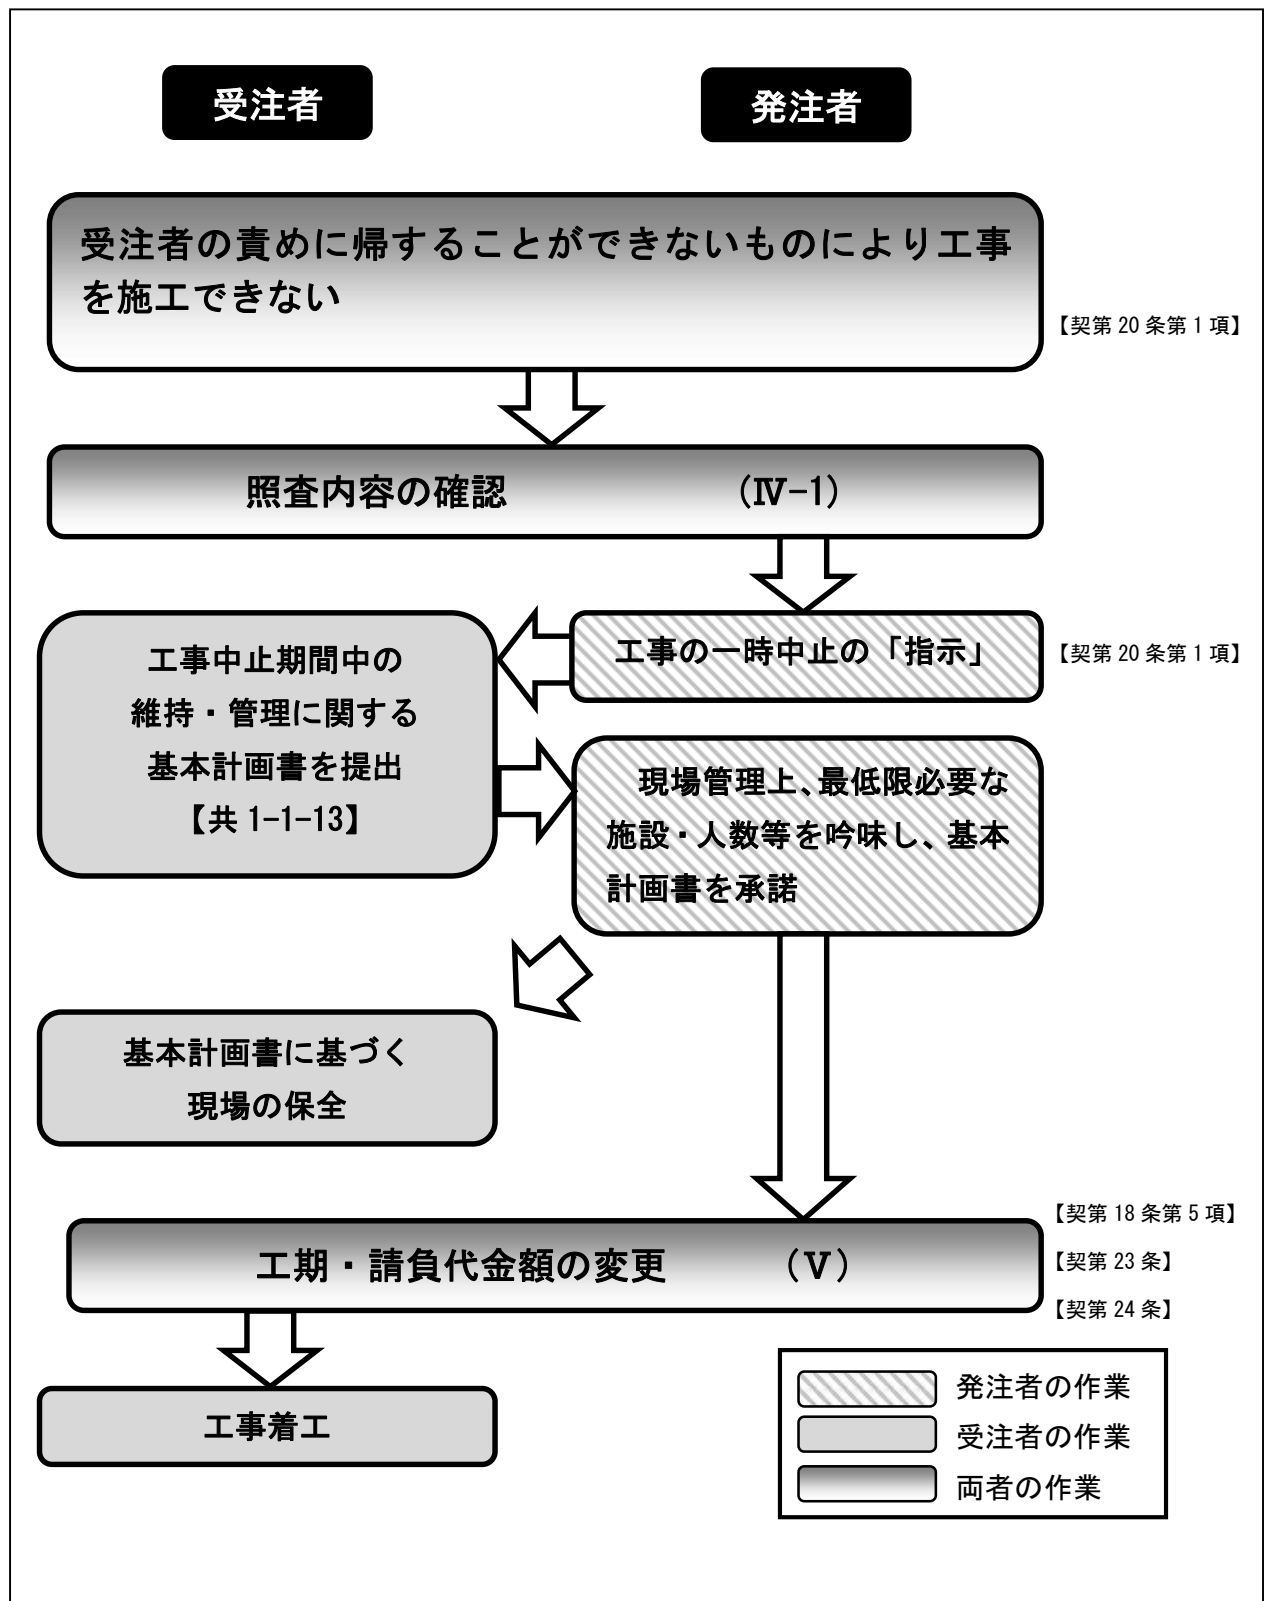 受注者
発注者
受注者の責めに帰することができないものにより工事
を施工できない
【契第 20 条第 1 項】
照査内容の確認 (Ⅳ-1)
工事の一時中止の「指示」
【契第 20 条第 1 項】
工事中止期間中の
維持・管理に関する
基本計画書を提出
【共 1-1-13】
現場管理上、最低限必要な
施設・人数等を吟味し、基本
計画書を承諾
基本計画書に基づく
現場の保全
【契第 18 条第 5 項】
工期・請負代金額の変更 (Ⅴ)
【契第 23 条】
【契第 24 条】
工事着工
発注者の作業
受注者の作業
両者の作業